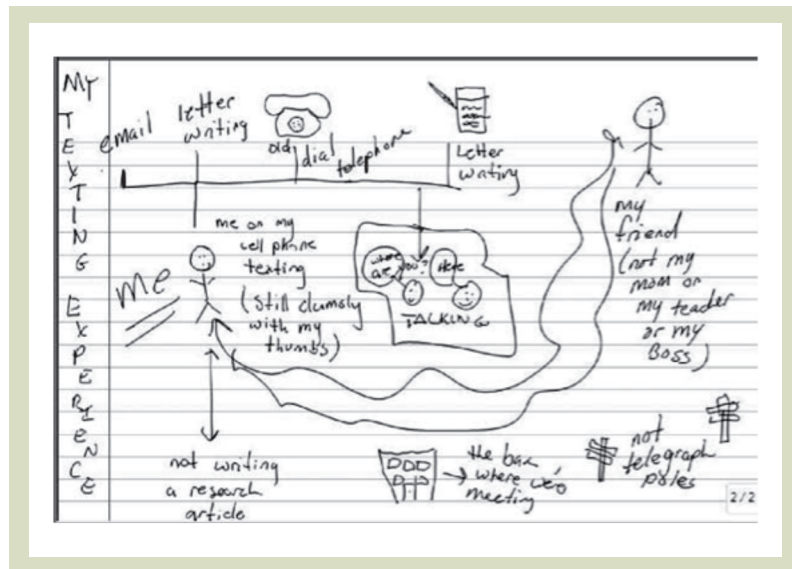 MY
TEXTING
EXPERIENCE
email
letter
writing
old
dial
telephone
Letter
writing
me on my
cell phone
texting
(still clumsy
with my
thumbs)
me
where
are
you?
Here
TALKING
my
friend
(not my
mom or
my teacher
or my
Boss)
not writing
a research
article
the bar
where we's
meeting
not
telegraph
poles
2/2